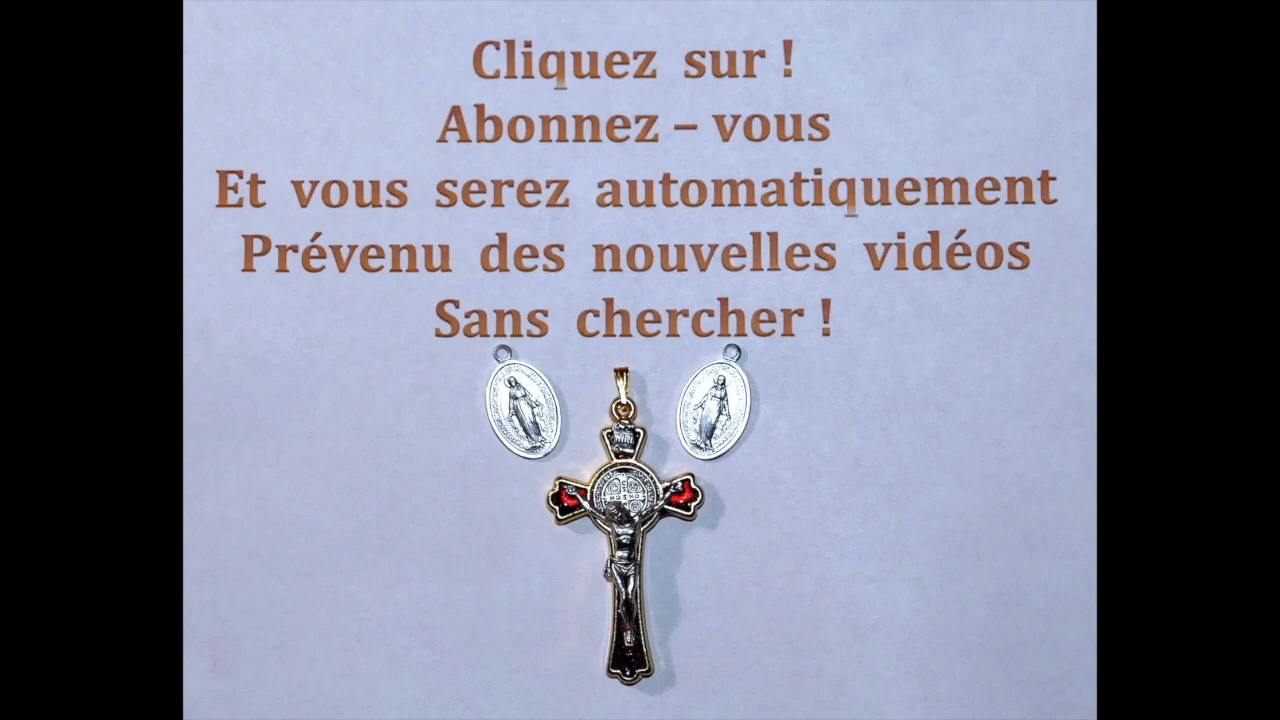 Cliquez sur !
Abonnez – vous
Et vous serez automatiquement
Prévenu des nouvelles vidéos
Sans chercher !